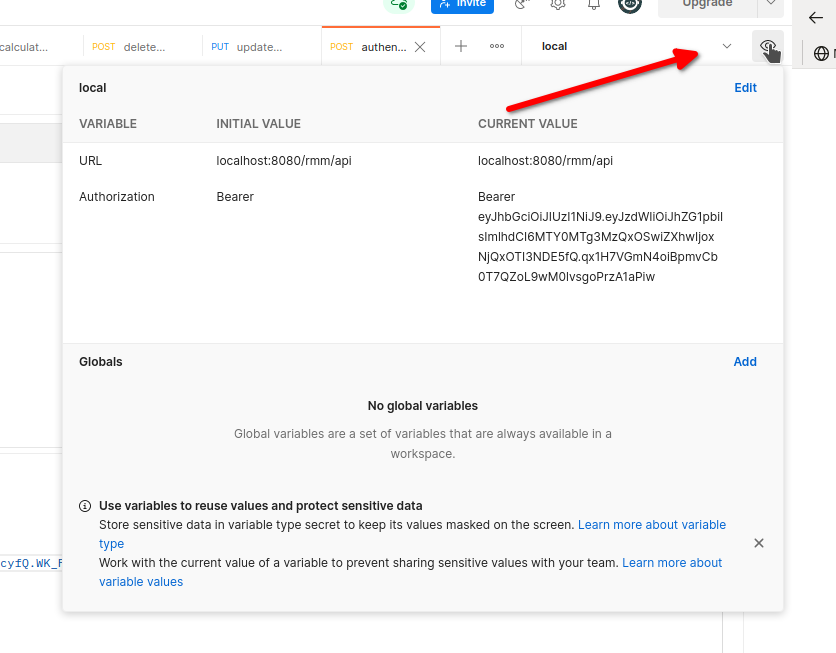 Invite
Upgrade
calculat...
POST delete...
PUT update...
POST authen...
local
local
Edit
VARIABLE INITIAL VALUE CURRENT VALUE
URL localhost:8080/rmm/api localhost:8080/rmm/api
Authorization Bearer Bearer
eyJhbGciOiJIUzI1NiJ9.eyJzdWIiOiJhZG1pbiI
sImlhdCI6MTY0MTg3MzQxOSwiZXhwIjox
NjQxOTI3NDE5fQ.qx1H7VGmN4oiBpmvCb
0T7QZoL9wM0lvsgoPrzA1aPiw
Globals
Add
No global variables
Global variables are a set of variables that are always available in a
workspace.
Use variables to reuse values and protect sensitive data
Store sensitive data in variable type secret to keep its values masked on the screen. Learn more about variable
type
Work with the current value of a variable to prevent sharing sensitive values with your team. Learn more about
variable values